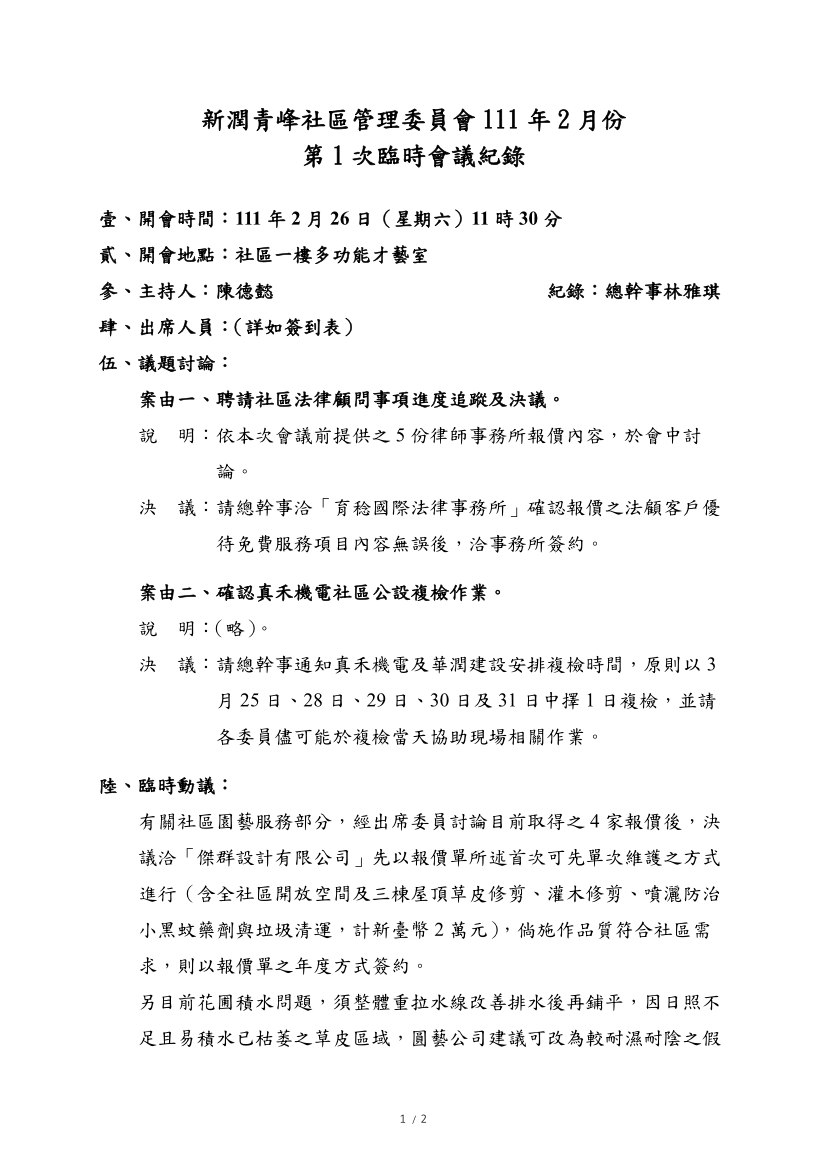 新潤青峰社區管理委員會 111 年 2 月份
第 1 次臨時會議紀錄
壹、開會時間：111 年 2 月 26 日（星期六）11 時 30 分
貳、開會地點：社區一樓多功能才藝室
參、主持人：陳德懿 紀錄：總幹事林雅琪
肆、出席人員：（詳如簽到表）
伍、議題討論：
案由一、聘請社區法律顧問事項進度追蹤及決議。
說　明：依本次會議前提供之 5 份律師事務所報價內容，於會中討
論。
決　議：請總幹事洽「育稔國際法律事務所」確認報價之法顧客戶優
待免費服務項目內容無誤後，洽事務所簽約。
案由二、確認真禾機電社區公設複檢作業。
說　明：（略）。
決　議：請總幹事通知真禾機電及華潤建設安排複檢時間，原則以 3
月 25 日、28 日、29 日、30 日及 31 日中擇 1 日複檢，並請
各委員儘可能於複檢當天協助現場相關作業。
陸、臨時動議：
有關社區園藝服務部分，經出席委員討論目前取得之 4 家報價後，決
議洽「傑群設計有限公司」先以報價單所述首次可先單次維護之方式
進行（含全社區開放空間及三棟屋頂草皮修剪、灌木修剪、噴灑防治
小黑蚊藥劑與垃圾清運，計新臺幣 2 萬元），倘施作品質符合社區需
求，則以報價單之年度方式簽約。
另目前花圃積水問題，須整體重拉水線改善排水後再鋪平，因日照不
足且易積水已枯萎之草皮區域，園藝公司建議可改為較耐濕耐陰之假
1 / 2